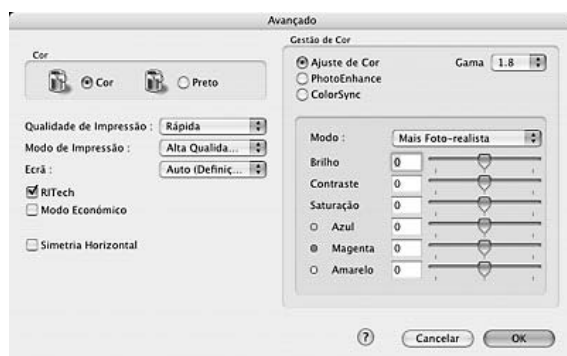 Avançado
Cor
Cor
Preto
Qualidade de Impressão :
Rápida
Modo de Impressão :
Alta Qualida...
Ecrã :
Auto (Definiç...
RITech
Modo Económico
Simetria Horizontal
Gestão de Cor
Ajuste de Cor
Gama
1.8
PhotoEnhance
ColorSync
Modo :
Mais Foto-realista
Brilho
0
Contraste
0
Saturação
0
Azul
0
Magenta
0
Amarelo
0
?
Cancelar
OK